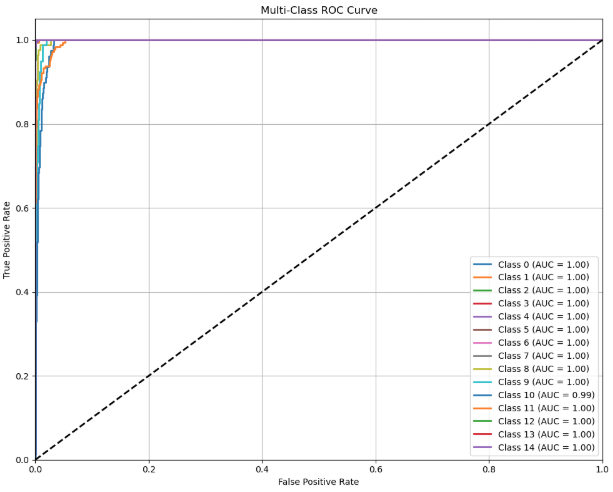 Multi-Class ROC Curve
1.0
0.8
0.6
0.4
0.2
0.0
True Positive Rate
Class 0 (AUC = 1.00)
Class 1 (AUC = 1.00)
Class 2 (AUC = 1.00)
Class 3 (AUC = 1.00)
Class 4 (AUC = 1.00)
Class 5 (AUC = 1.00)
Class 6 (AUC = 1.00)
Class 7 (AUC = 1.00)
Class 8 (AUC = 1.00)
Class 9 (AUC = 1.00)
Class 10 (AUC = 0.99)
Class 11 (AUC = 1.00)
Class 12 (AUC = 1.00)
Class 13 (AUC = 1.00)
Class 14 (AUC = 1.00)
0.0 0.2 0.4 0.6 0.8 1.0
False Positive Rate